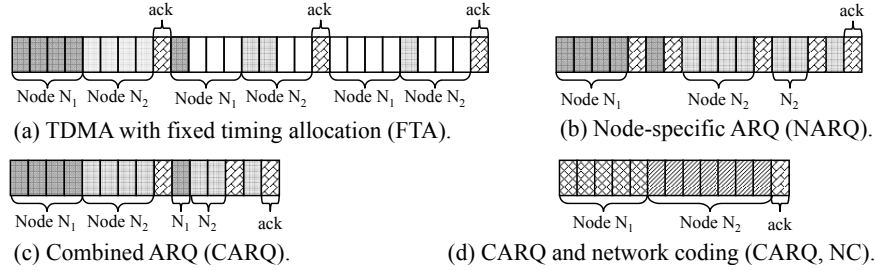 ack ack ack
Node N1 Node N2 Node N1 Node N2 Node N1 Node N2
(a) TDMA with fixed timing allocation (FTA).
ack
Node N1 Node N2 N2
(b) Node-specific ARQ (NARQ).
Node N1 Node N2 N1 N2 ack
(c) Combined ARQ (CARQ).
Node N1 Node N2 ack
(d) CARQ and network coding (CARQ, NC).